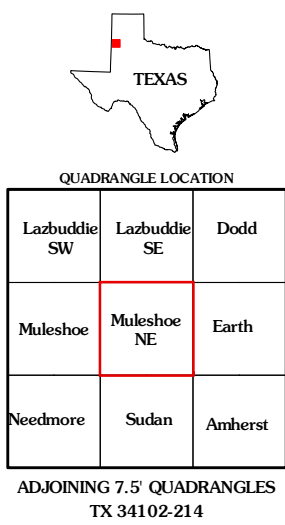 TEXAS
QUADRANGLE LOCATION
Lazbuddie SW
Lazbuddie SE
Dodd
Muleshoe
Muleshoe NE
Earth
Needmore
Sudan
Amherst
ADJOINING 7.5' QUADRANGLES
TX 34102-214